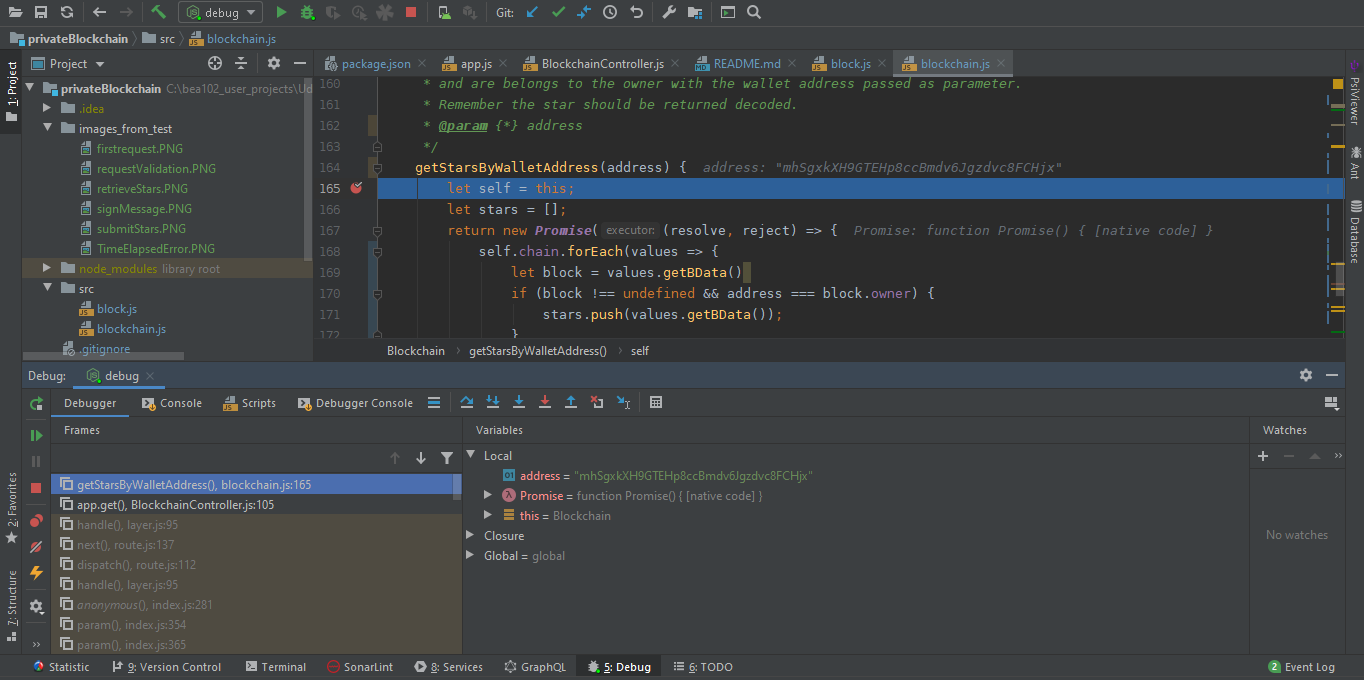 debug
Git:
privateBlockchain src blockchain.js
Project
package.json app.js BlockchainController.js README.md block.js blockchain.js
1: Project
privateBlockchain C:\bea102_user_projects\Ud
.idea
images_from_test
firstrequest.PNG
requestValidation.PNG
retrieveStars.PNG
signMessage.PNG
submitStars.PNG
TimeElapsedError.PNG
node_modules library root
src
block.js
blockchain.js
.gitignore
160 * and are belongs to the owner with the wallet address passed as parameter.
161 * Remember the star should be returned decoded.
162 * @param {*} address
163 */
164 getStarsByWalletAddress(address) { address: "mhSgxkXH9GTEHp8ccBmdv6Jgzdvc8FCHjx"
165 let self = this;
166 let stars = [];
167 return new Promise( executor: (resolve, reject) => { Promise: function Promise() { [native code] }
168 self.chain.forEach(values => {
169 let block = values.getBData()
170 if (block !== undefined && address === block.owner) {
171 stars.push(values.getBData());
172 }
Blockchain getStarsByWalletAddress() self
PsiViewer
Ant
Database
Debug: debug
Debugger Console Scripts Debugger Console
Frames
getStarsByWalletAddress(), blockchain.js:165
app.get(), BlockchainController.js:105
handle(), layer.js:95
next(), route.js:137
dispatch(), route.js:112
handle(), layer.js:95
anonymous(), index.js:281
param(), index.js:354
param(), index.js:365
Variables
Local
address = "mhSgxkXH9GTEHp8ccBmdv6Jgzdvc8FCHjx"
Promise = function Promise() { [native code] }
this = Blockchain
Closure
Global = global
Watches
No watches
2: Favorites
7: Structure
Statistic 9: Version Control Terminal SonarLint 8: Services GraphQL 5: Debug 6: TODO 2 Event Log